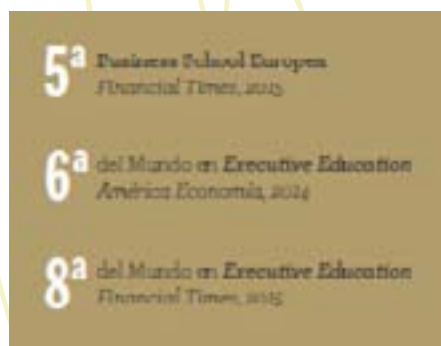 5ª Business School Europea
Financial Times, 2015
6ª del Mundo en Executive Education
América Economía, 2014
8ª del Mundo en Executive Education
Financial Times, 2015